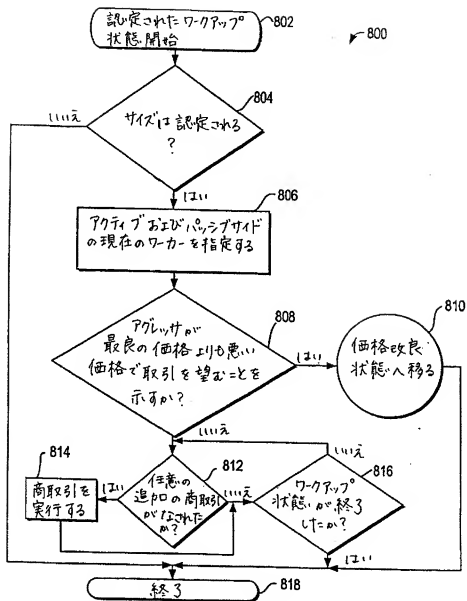 認定されたワークアップ
状態開始
802
800
804
いいえ
サイズは認定される
?
はい
806
アクティブおよびパッシブサイド
の現在のワーカーを指定する
808
アグレッサが
最良の価格よりも悪い
価格で取引を望むことを
示すか?
はい
810
価格改良
状態へ移る
いいえ
いいえ
814
商取引を
実行する
はい
812
任意の
追加の商取引
がなされた
か?
いいえ
816
ワークアップ
状態が終了
したか?
はい
終了
818